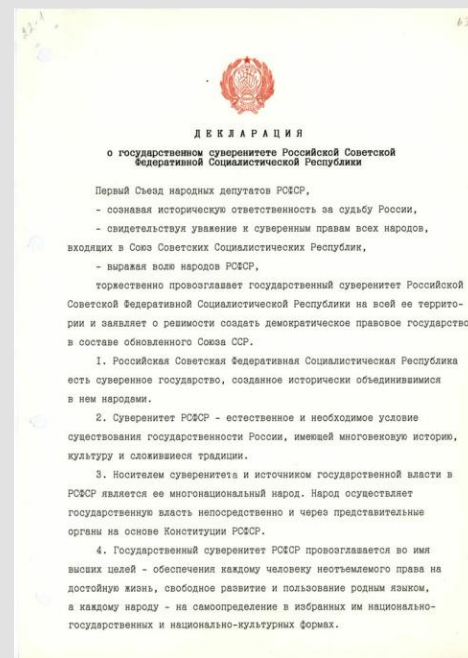 ДЕКЛАРАЦИЯ
о государственном суверенитете Российской Советской
Федеративной Социалистической Республики
Первый Съезд народных депутатов РСФСР,
- сознавая историческую ответственность за судьбу России,
- свидетельствуя уважение к суверенным правам всех народов,
входящих в Союз Советских Социалистических Республик,
- выражая волю народов РСФСР,
торжественно провозглашает государственный суверенитет Российской
Советской Федеративной Социалистической Республики на всей ее террито-
рии и заявляет о решимости создать демократическое правовое государство
в составе обновленного Союза ССР.
I. Российская Советская Федеративная Социалистическая Республика
есть суверенное государство, созданное исторически объединившимися
в нем народами.
2. Суверенитет РСФСР - естественное и необходимое условие
существования государственности России, имеющей многовековую историю,
культуру и сложившиеся традиции.
3. Носителем суверенитета и источником государственной власти в
РСФСР является ее многонациональный народ. Народ осуществляет
государственную власть непосредственно и через представительные
органы на основе Конституции РСФСР.
4. Государственный суверенитет РСФСР провозглашается во имя
высших целей - обеспечения каждому человеку неотъемлемого права на
достойную жизнь, свободное развитие и пользование родным языком,
а каждому народу - на самоопределение в избранных им национально-
государственных и национально-культурных формах.